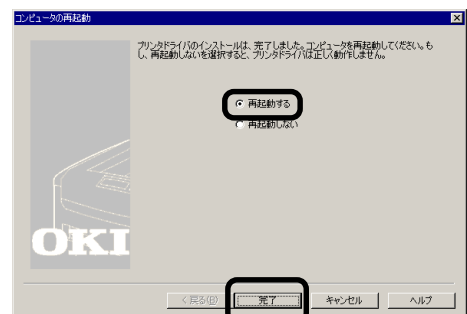 コンピュータの再起動
プリンタドライバのインストールは、完了しました。コンピュータを再起動してください。も
し、再起動しないを選択すると、プリンタドライバは正しく動作しません。
再起動する
再起動しない
OKI
< 戻る(B)
完了
キャンセル
ヘルプ